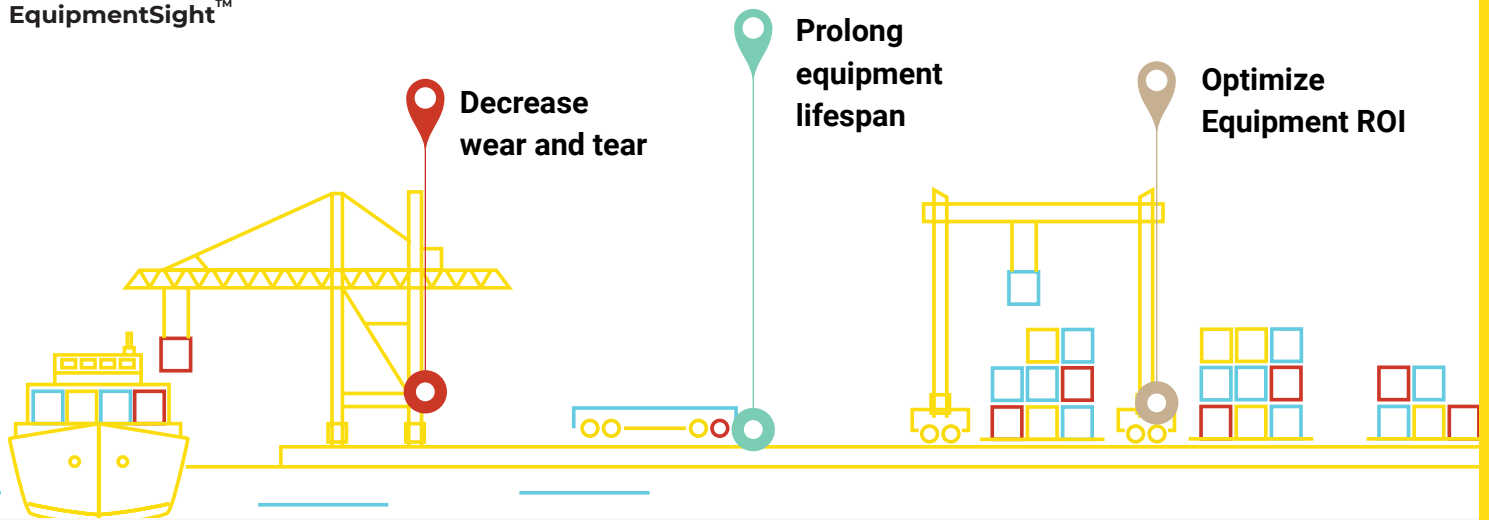 EquipmentSight™
Decrease
wear and tear
Prolong
equipment
lifespan
Optimize
Equipment ROI